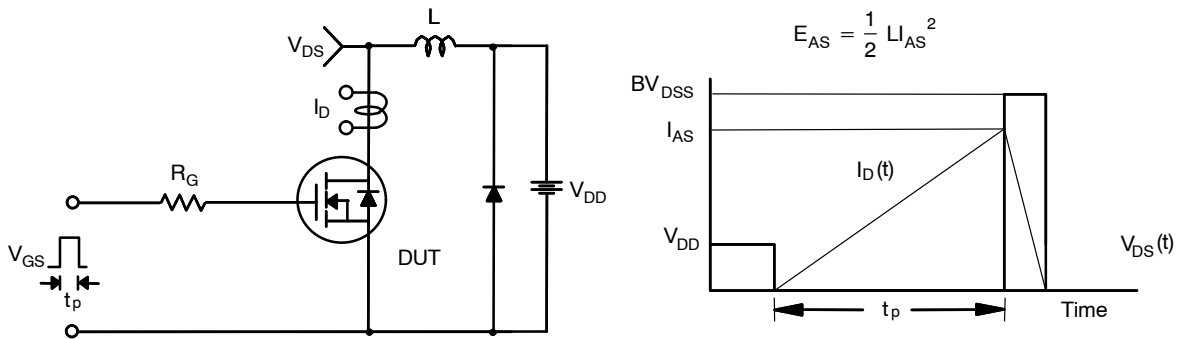 L
V_DS
I_D
R_G
V_DD
V_GS
DUT
t_p
E_AS = 1/2 LI_AS^2
BV_DSS
I_AS
I_D (t)
V_DD
V_DS (t)
t_p
Time